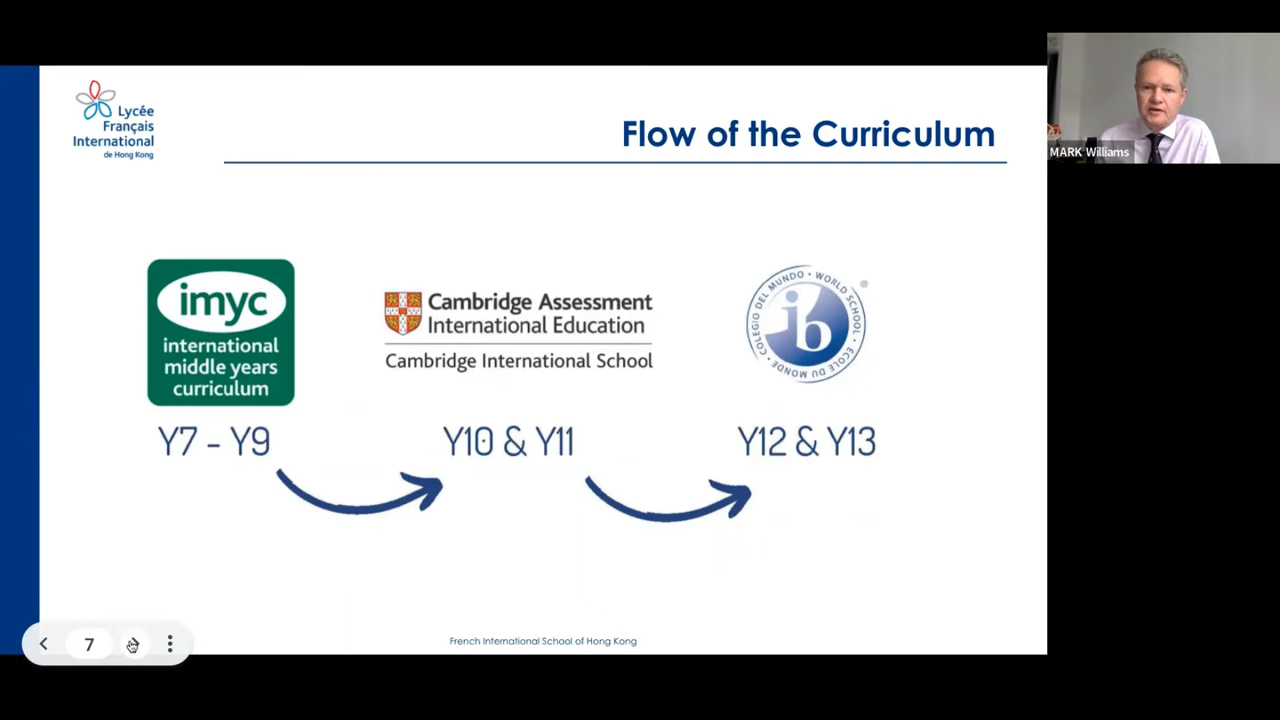 Lycée
Français
International
de Hong Kong
Flow of the Curriculum
MARK Williams
imyc
international
middle years
curriculum
Cambridge Assessment
International Education
Cambridge International School
COLEGIO DEL MUNDO · WORLD SCHOOL · ECOLE DU MONDE ·
ib
®
Y7 - Y9
Y10 & Y11
Y12 & Y13
7
French International School of Hong Kong